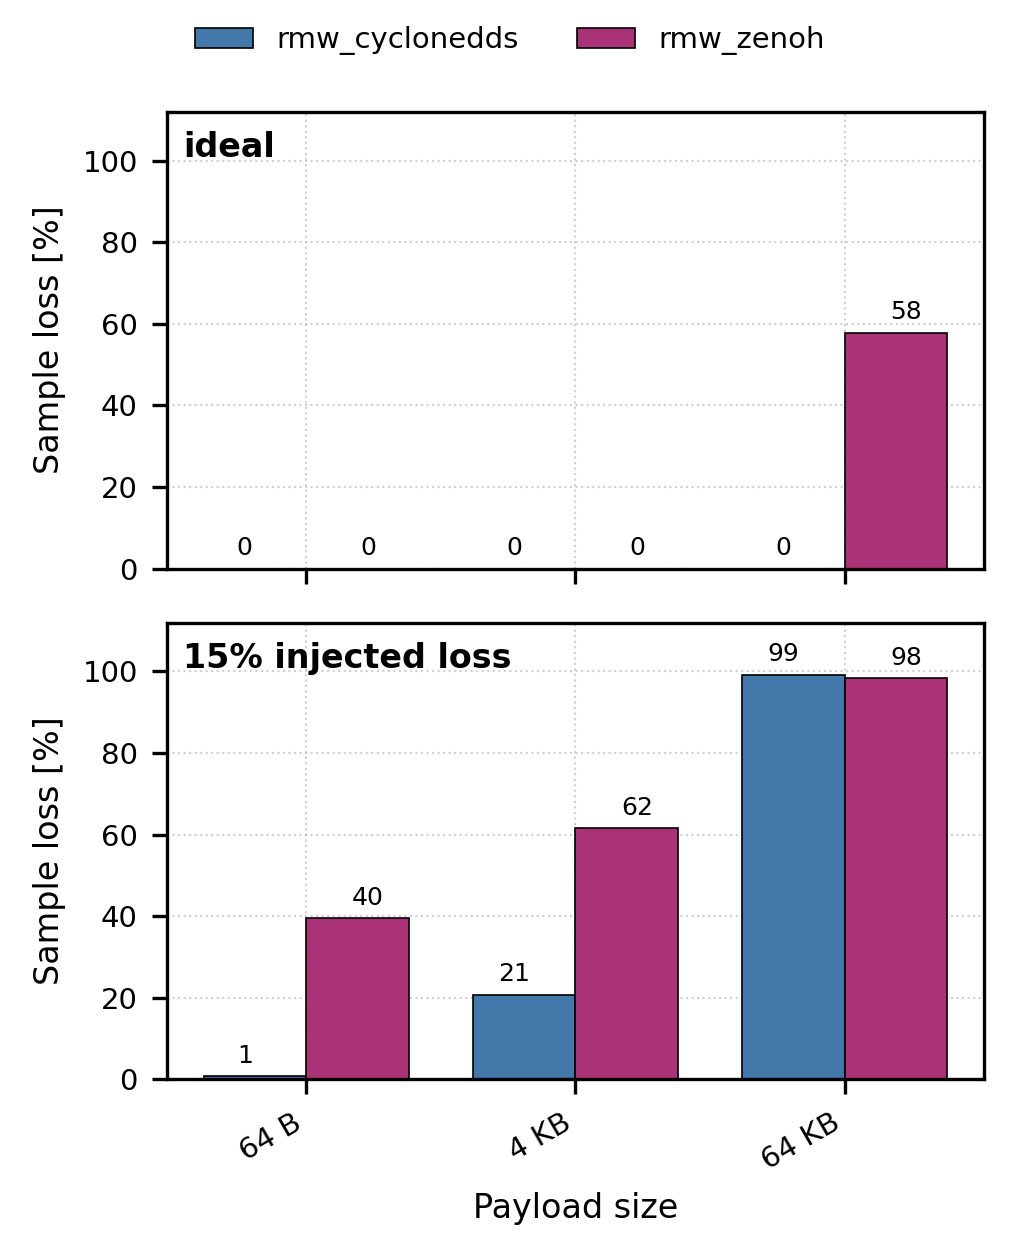 rmw_cyclonedds rmw_zenoh
ideal
Sample loss [%]
100
80
60
40
20
0
0 0 0 0 0 58
15% injected loss
Sample loss [%]
100
80
60
40
20
0
1 40 21 62 99 98
64 B 4 KB 64 KB
Payload size